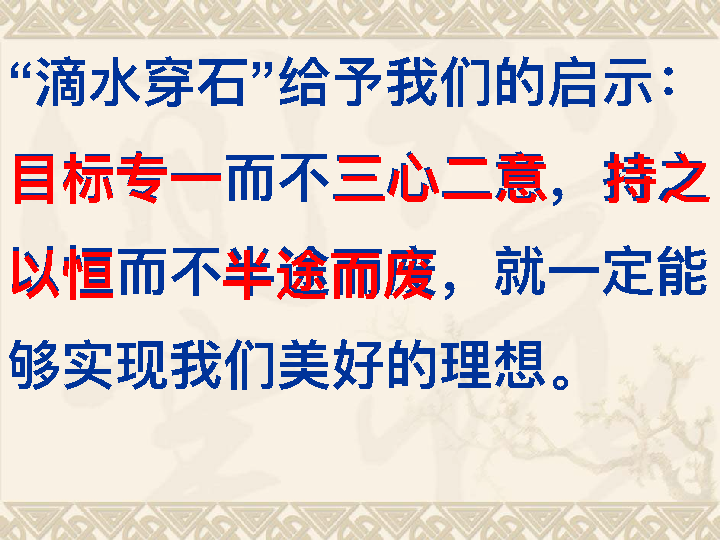 “滴水穿石”给予我们的启示：
目标专一而不三心二意，持之
以恒而不半途而废，就一定能
够实现我们美好的理想。